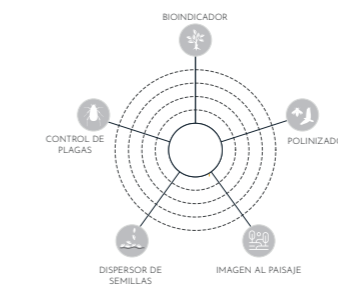 BIOINDICADOR
CONTROL DE
PLAGAS
POLINIZADO
DISPERSOR DE
SEMILLAS
IMAGEN AL PAISAJE